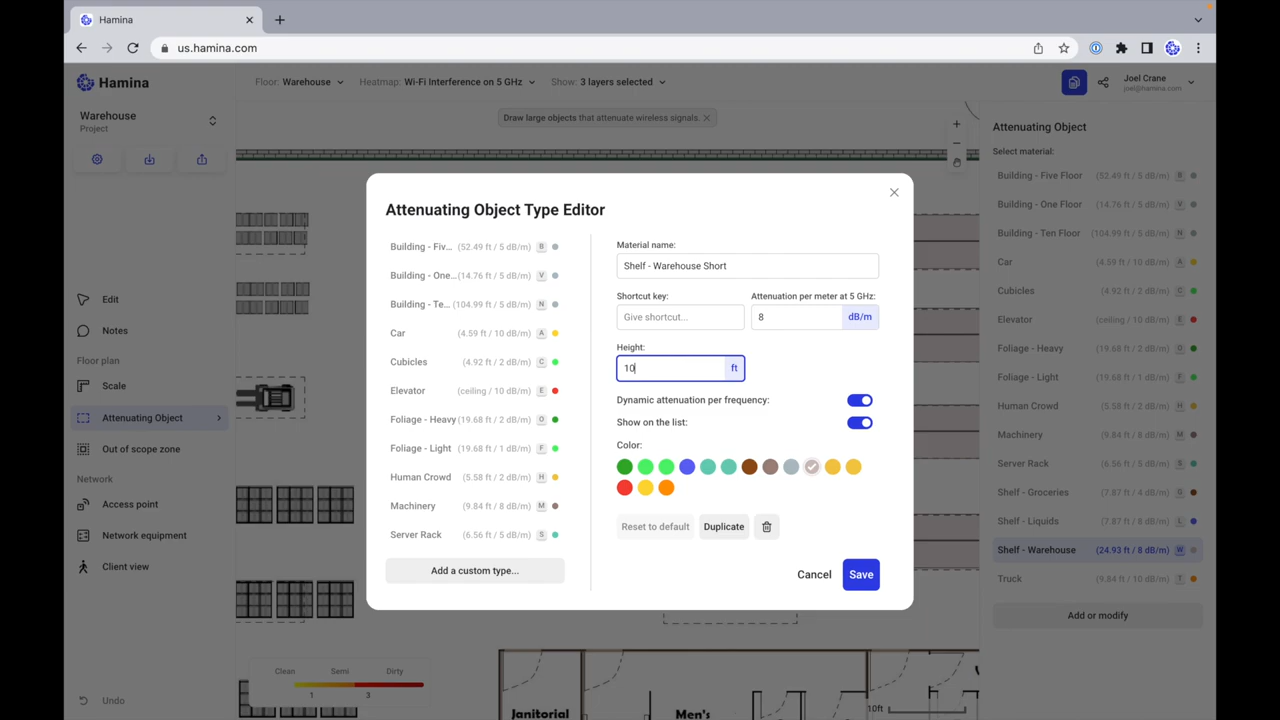 Hamina
us.hamina.com
Hamina
Floor: Warehouse
Heatmap: Wi-Fi Interference on 5 GHz
Show: 3 layers selected
Joel Crane
joel@hamina.com
Warehouse
Project
Draw large objects that attenuate wireless signals.
Edit
Notes
Floor plan
Scale
Attenuating Object
Out of scope zone
Network
Access point
Network equipment
Client view
Undo
Clean Semi Dirty
1 3
Attenuating Object Type Editor
Building - Fiv... (52.49 ft / 5 dB/m) B
Building - One... (14.76 ft / 5 dB/m) V
Building - Te... (104.99 ft / 5 dB/m) N
Car (4.59 ft / 10 dB/m) A
Cubicles (4.92 ft / 2 dB/m) C
Elevator (ceiling / 10 dB/m) E
Foliage - Heavy (19.68 ft / 2 dB/m) O
Foliage - Light (19.68 ft / 1 dB/m) F
Human Crowd (5.58 ft / 2 dB/m) H
Machinery (9.84 ft / 8 dB/m) M
Server Rack (6.56 ft / 5 dB/m) S
Add a custom type...
Material name:
Shelf - Warehouse Short
Shortcut key: Attenuation per meter at 5 GHz:
Give shortcut... 8 dB/m
Height:
10 ft
Dynamic attenuation per frequency:
Show on the list:
Color:
Reset to default Duplicate
Cancel Save
Attenuating Object
Select material:
Building - Five Floor (52.49 ft / 5 dB/m) B
Building - One Floor (14.76 ft / 5 dB/m) V
Building - Ten Floor (104.99 ft / 5 dB/m) N
Car (4.59 ft / 10 dB/m) A
Cubicles (4.92 ft / 2 dB/m) C
Elevator (ceiling / 10 dB/m) E
Foliage - Heavy (19.68 ft / 2 dB/m) O
Foliage - Light (19.68 ft / 1 dB/m) F
Human Crowd (5.58 ft / 2 dB/m) H
Machinery (9.84 ft / 8 dB/m) M
Server Rack (6.56 ft / 5 dB/m) S
Shelf - Groceries (7.87 ft / 4 dB/m) G
Shelf - Liquids (7.87 ft / 8 dB/m) L
Shelf - Warehouse (24.93 ft / 8 dB/m) W
Truck (9.84 ft / 10 dB/m) T
Add or modify
Janitorial
Men's
10ft